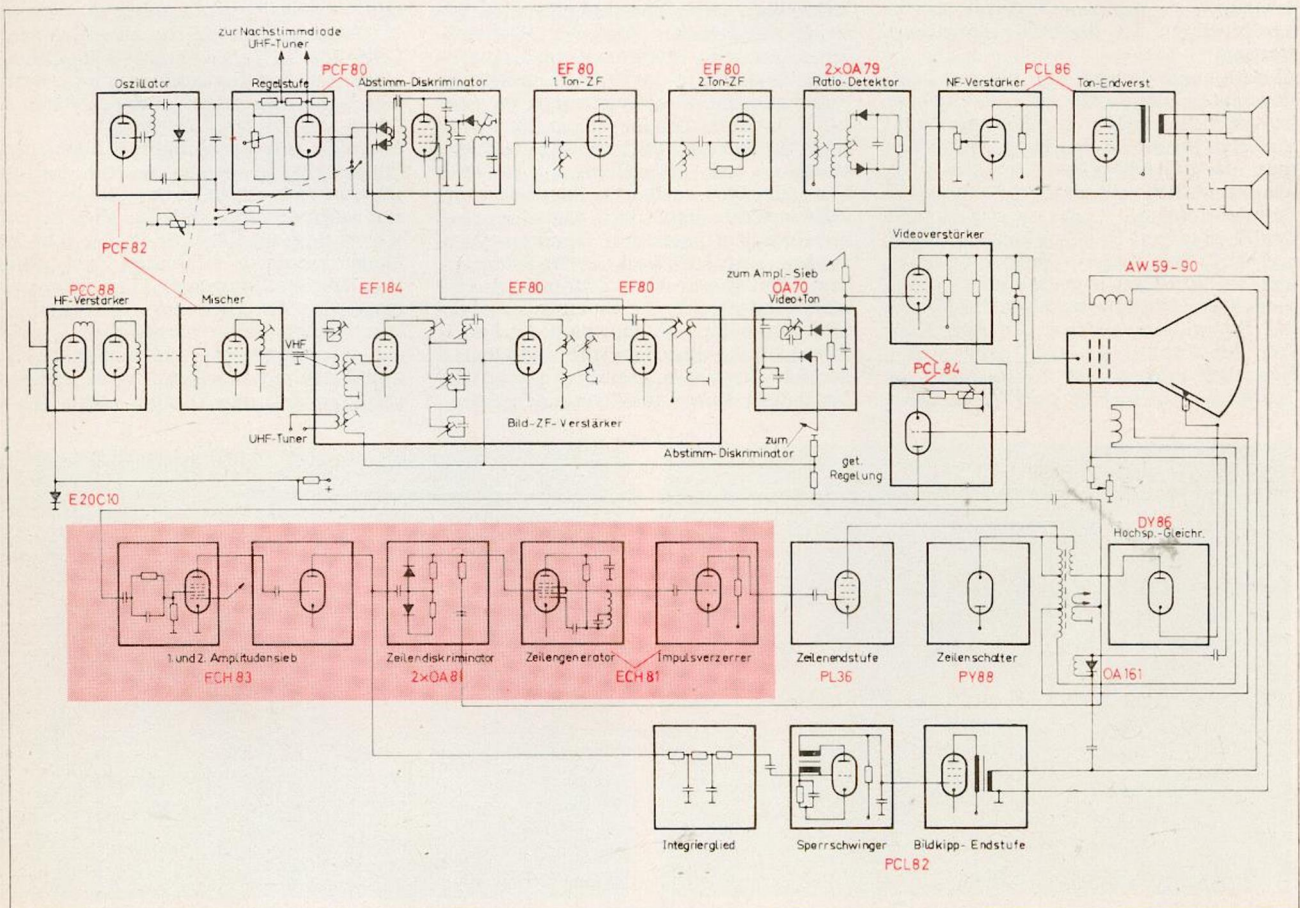 zur Nachstimmdiode
UHF-Tuner
Oszillator
Regelstufe
PCF80
Abstimm-Diskriminator
EF80
1. Ton-ZF
EF80
2. Ton-ZF
2xOA79
Ratio-Detektor
NF-Verstärker
PCL86
Ton-Endverst
PCF82
PCC88
HF-Verstärker
Mischer
VHF
UHF-Tuner
EF184
EF80
EF80
Bild-ZF-Verstärker
zum Ampl.-Sieb
OA70
Video+Ton
zum
Abstimm-Diskriminator
Videoverstärker
PCL84
get.
Regelung
AW59-90
E20C10
+
1. und 2. Amplitudensieb
ECH83
Zeilendiskriminator
2xOA81
Zeilengenerator
Impulsverzerrer
ECH81
Zeilenendstufe
PL36
Zeilenschalter
PY88
DY86
Hochsp.-Gleichr.
OA161
Integrierglied
Sperrschwinger
Bildkipp-Endstufe
PCL82